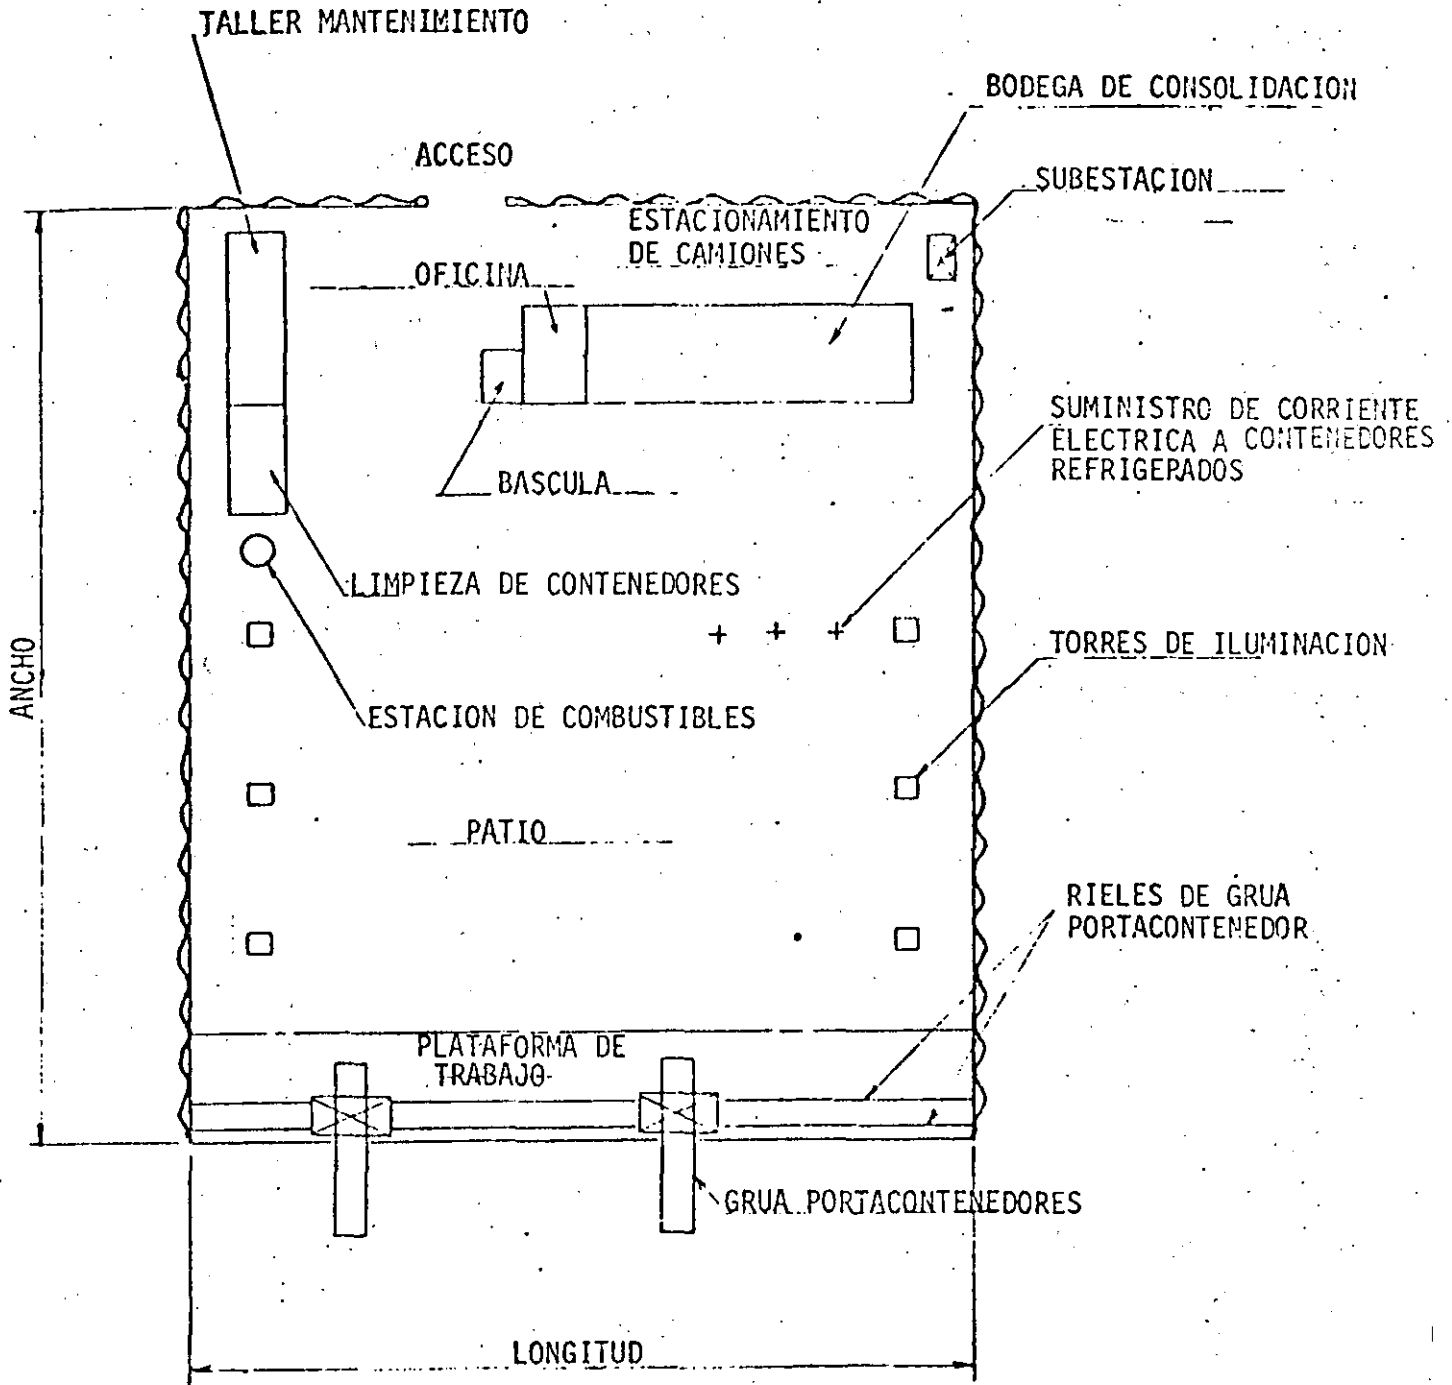 TALLER MANTENIMIENTO
BODEGA DE CONSOLIDACION
ACCESO
SUBESTACION
ESTACIONAMIENTO
DE CAMIONES
OFICINA
SUMINISTRO DE CORRIENTE
ELECTRICA A CONTENEDORES
REFRIGEPADOS
BASCULA
LIMPIEZA DE CONTENEDORES
TORRES DE ILUMINACION
ANCHO
ESTACION DE COMBUSTIBLES
PATIO
RIELES DE GRUA
PORTACONTENEDOR
PLATAFORMA DE
TRABAJO
GRUA PORTACONTENEDORES
LONGITUD